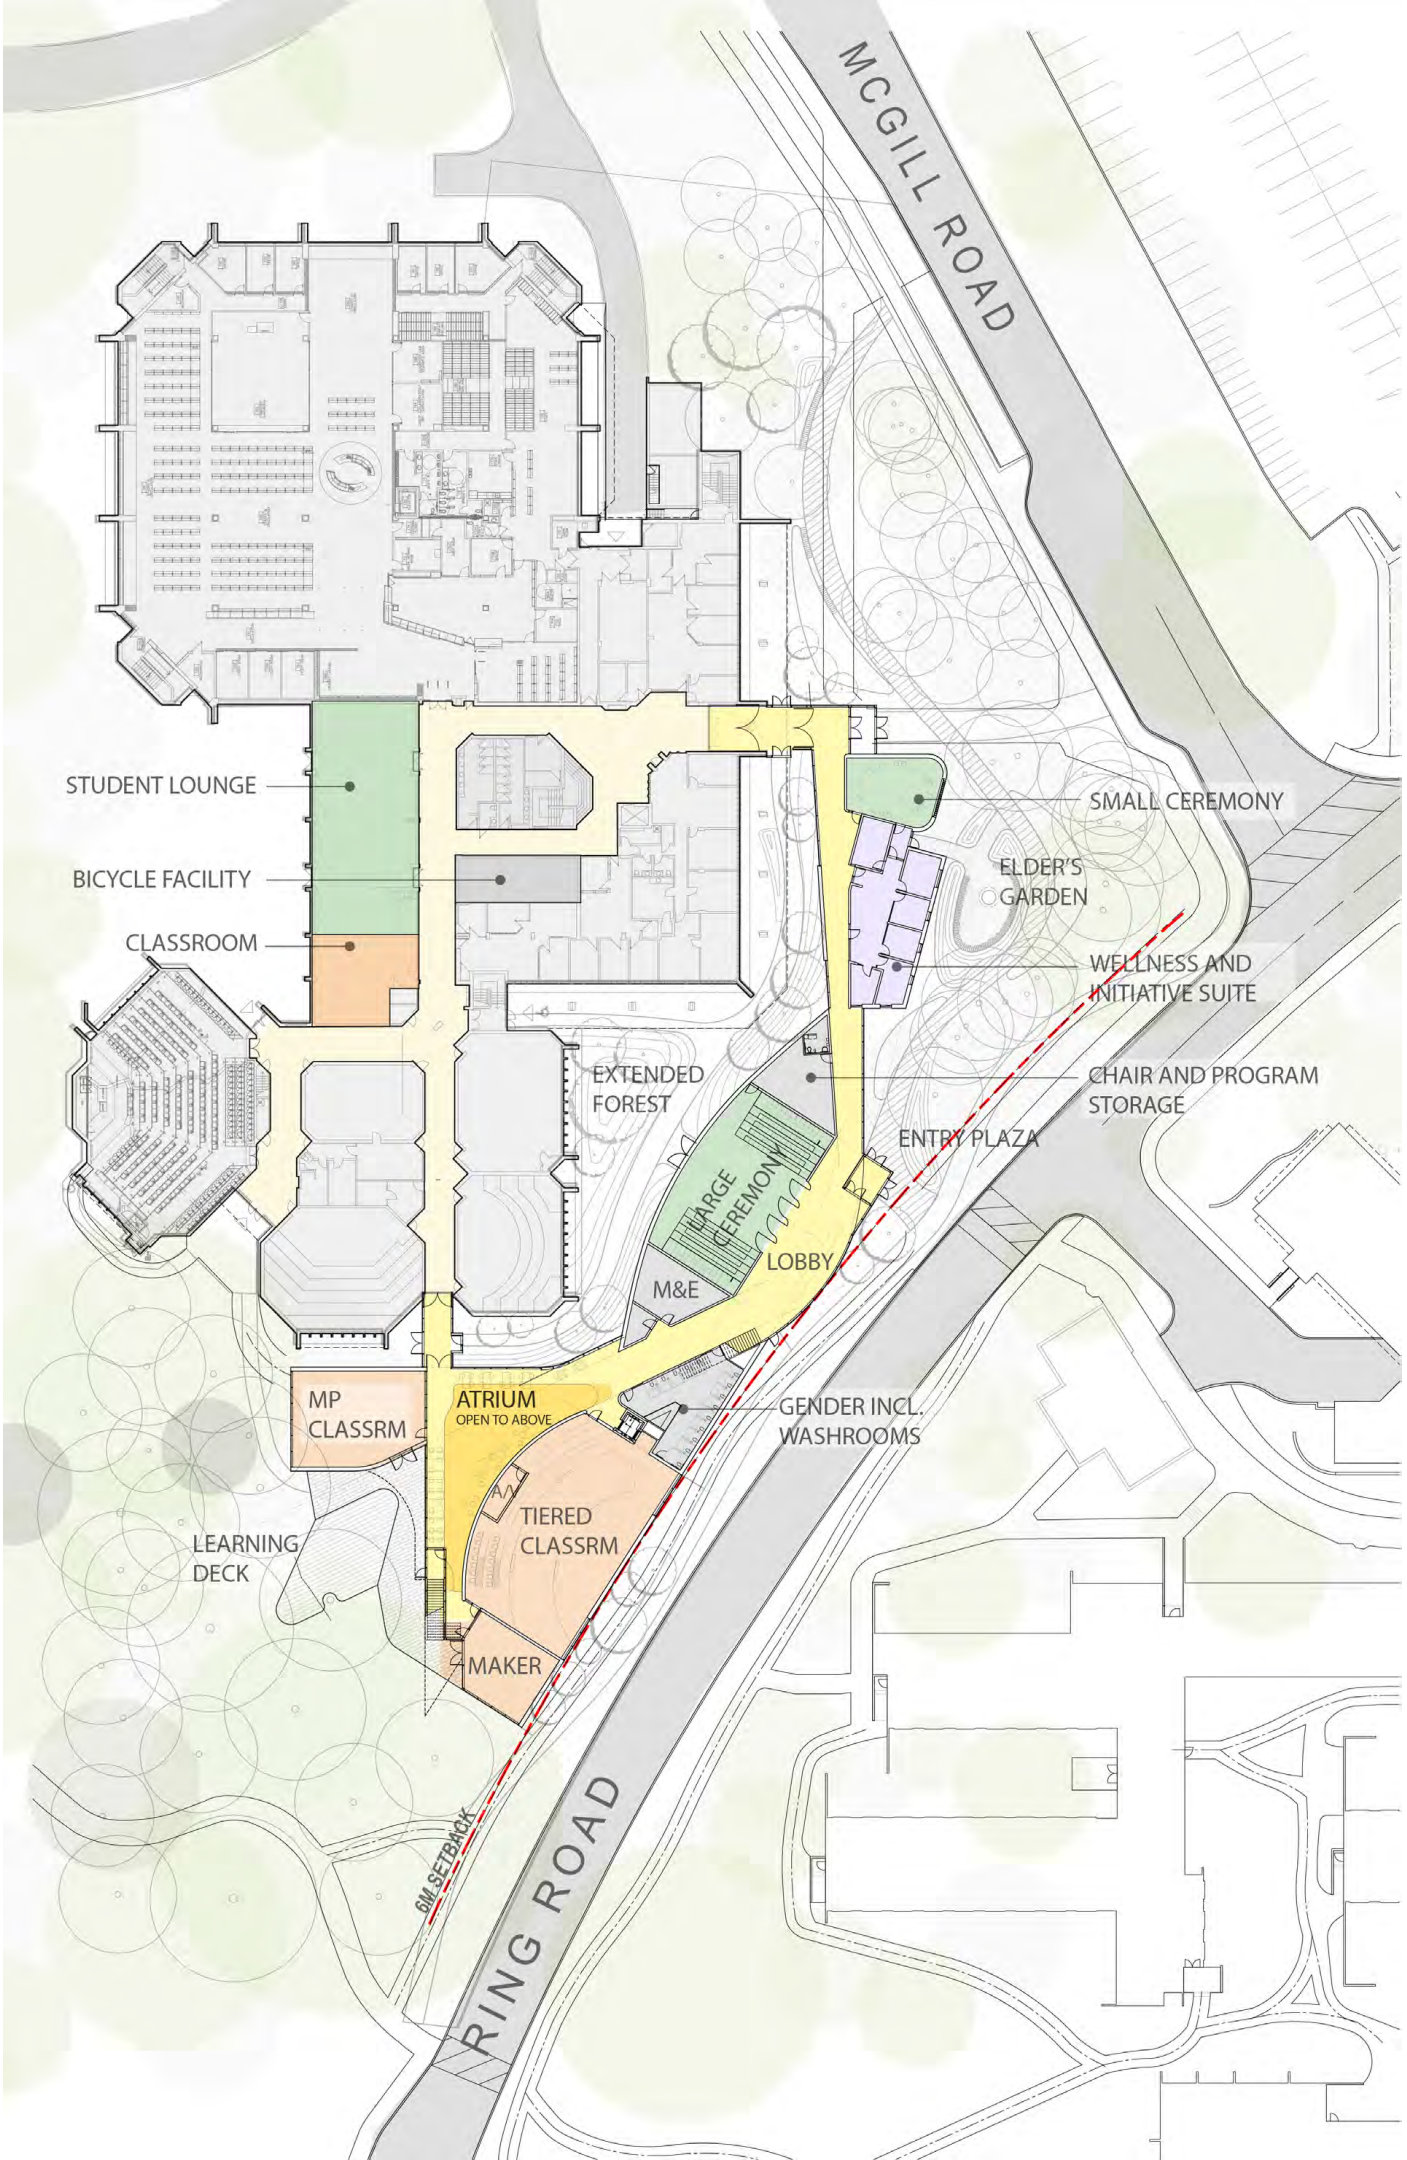 MCGILL ROAD
STUDENT LOUNGE
SMALL CEREMONY
BICYCLE FACILITY
ELDER'S
GARDEN
CLASSROOM
WELLNESS AND
INITIATIVE SUITE
EXTENDED
FOREST
CHAIR AND PROGRAM
STORAGE
ENTRY PLAZA
LARGE
CEREMONY
LOBBY
M&E
MP
CLASSRM
ATRIUM
OPEN TO ABOVE
GENDER INCL.
WASHROOMS
A/V
TIERED
CLASSRM
LEARNING
DECK
MAKER
6M SETBACK
RING ROAD